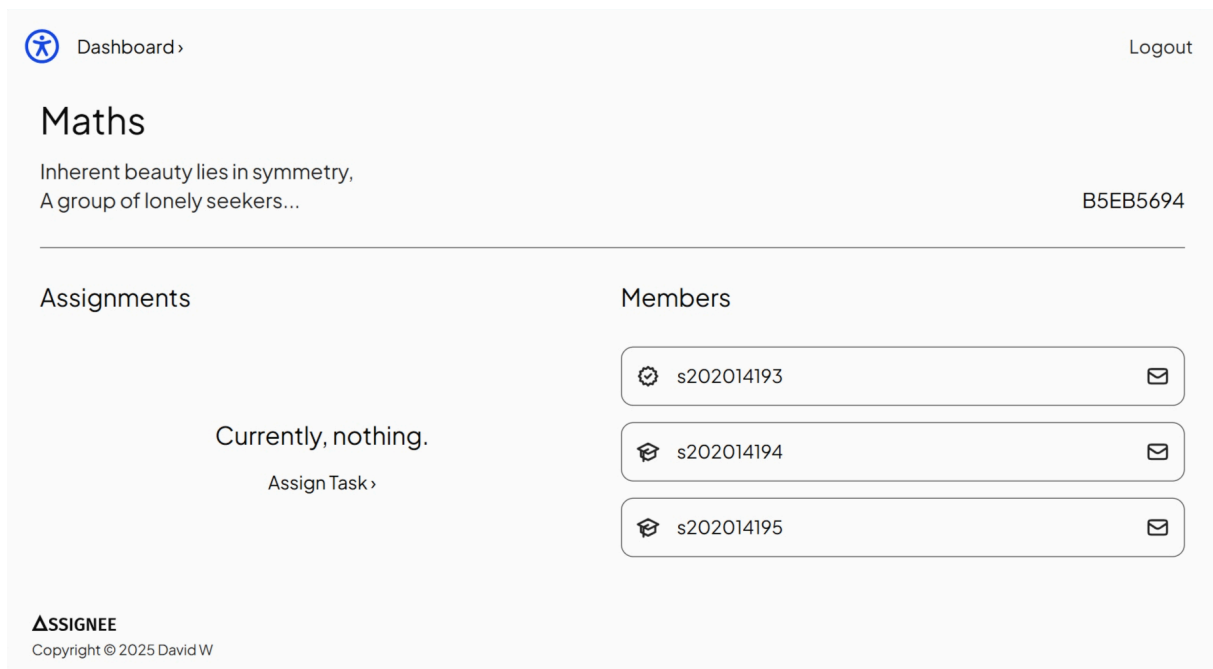 Dashboard ›
Logout
Maths
Inherent beauty lies in symmetry,
A group of lonely seekers...
B5EB5694
Assignments
Members
s202014193
s202014194
s202014195
Currently, nothing.
Assign Task ›
ASSIGNEE
Copyright © 2025 David W